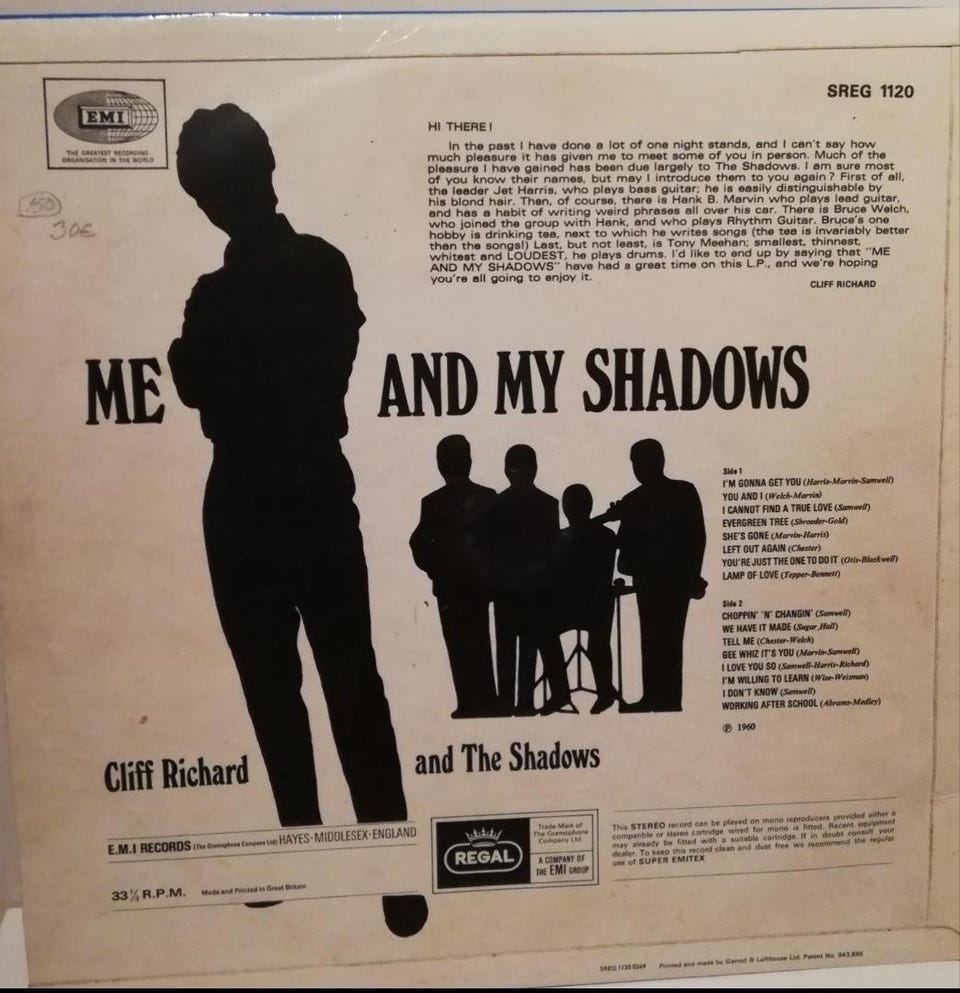 EMI
THE GREATEST RECORDING
ORGANISATION IN THE WORLD
SREG 1120
150
30€
HI THERE!
In the past I have done a lot of one night stands, and I can't say how
much pleasure it has given me to meet some of you in person. Much of the
pleasure I have gained has been due largely to The Shadows. I am sure most
of you know their names, but may I introduce them to you again? First of all,
the leader Jet Harris, who plays bass guitar; he is easily distinguishable by
his blond hair. Then, of course, there is Hank B. Marvin who plays lead guitar,
and has a habit of writing weird phrases all over his car. There is Bruce Welch,
who joined the group with Hank, and who plays Rhythm Guitar. Bruce's one
hobby is drinking tea, next to which he writes songs (the tea is invariably better
than the songs!) Last, but not least, is Tony Meehan; smallest, thinnest,
whitest and LOUDEST, he plays drums. I'd like to end up by saying that "ME
AND MY SHADOWS" have had a great time on this L.P., and we're hoping
you're all going to enjoy it.
CLIFF RICHARD
ME AND MY SHADOWS
Side 1
I'M GONNA GET YOU (Harris-Marvin-Samwell)
YOU AND I (Welch-Marvin)
I CANNOT FIND A TRUE LOVE (Samwell)
EVERGREEN TREE (Shroeder-Gold)
SHE'S GONE (Marvin-Harris)
LEFT OUT AGAIN (Chester)
YOU'RE JUST THE ONE TO DO IT (Otis-Blackwell)
LAMP OF LOVE (Tepper-Bennett)
Side 2
CHOPPIN' 'N' CHANGIN' (Samwell)
WE HAVE IT MADE (Sugar, Hall)
TELL ME (Chester-Welch)
GEE WHIZ IT'S YOU (Marvin-Samwell)
I LOVE YOU SO (Samwell-Harris-Richard)
I'M WILLING TO LEARN (Wise-Weisman)
I DON'T KNOW (Samwell)
WORKING AFTER SCHOOL (Abrams-Medley)
℗ 1960
Cliff Richard and The Shadows
E.M.I RECORDS (The Gramophone Company Ltd) HAYES·MIDDLESEX·ENGLAND
33⅓ R.P.M. Made and Printed in Great Britain
REGAL
Trade Mark of
The Gramophone
Company Ltd.
A COMPANY OF
THE EMI GROUP
This STEREO record can be played on mono reproducers provided either a
compatible or stereo cartridge wired for mono is fitted. Recent equipment
may already be fitted with a suitable cartridge. If in doubt consult your
dealer. To keep this record clean and dust free we recommend the regular
use of SUPER EMITEX
Printed and made by Garrod & Lofthouse Ltd. Patent No. 943,895